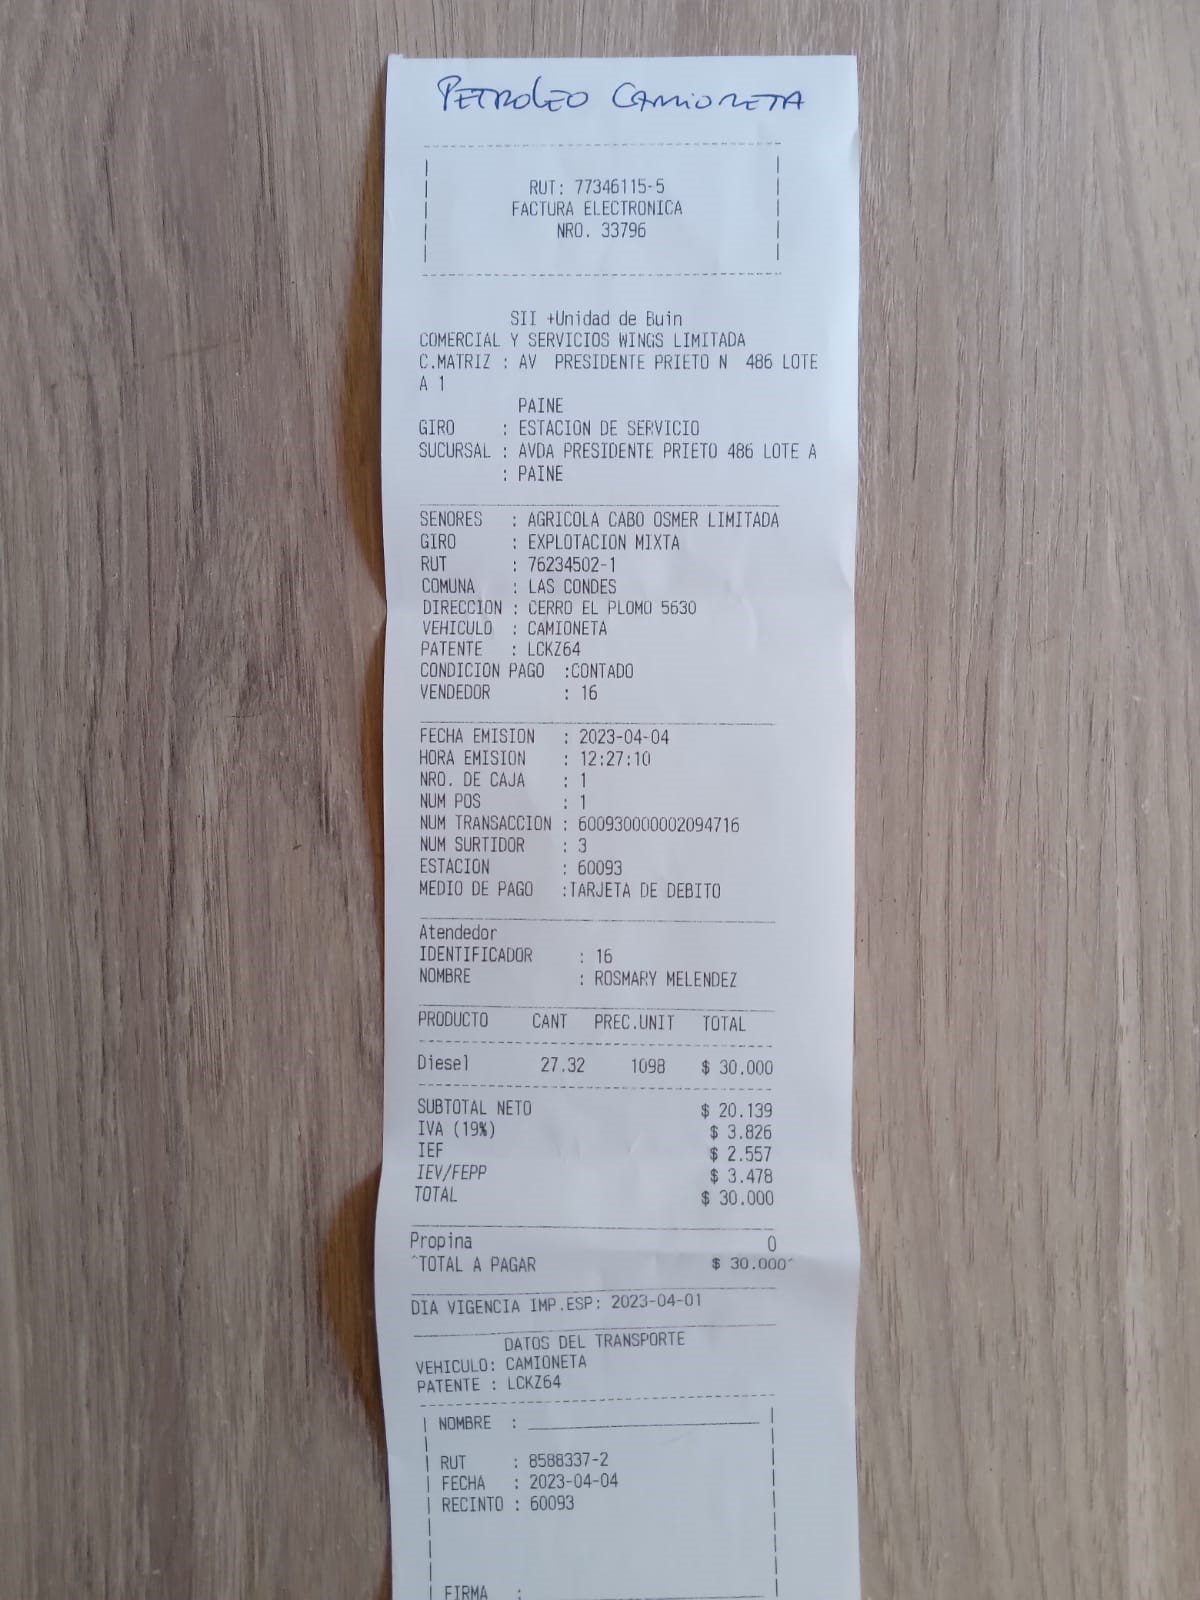 PETROLEO CAMIONETA
RUT: 77346115-5
FACTURA ELECTRONICA
NRO. 33796
SII +Unidad de Buin
COMERCIAL Y SERVICIOS WINGS LIMITADA
C.MATRIZ : AV PRESIDENTE PRIETO N 486 LOTE
A 1
PAINE
GIRO : ESTACION DE SERVICIO
SUCURSAL : AVDA PRESIDENTE PRIETO 486 LOTE A
: PAINE
SENORES : AGRICOLA CABO OSMER LIMITADA
GIRO : EXPLOTACION MIXTA
RUT : 76234502-1
COMUNA : LAS CONDES
DIRECCION : CERRO EL PLOMO 5630
VEHICULO : CAMIONETA
PATENTE : LCKZ64
CONDICION PAGO :CONTADO
VENDEDOR : 16
FECHA EMISION : 2023-04-04
HORA EMISION : 12:27:10
NRO. DE CAJA : 1
NUM POS : 1
NUM TRANSACCION : 600930000002094716
NUM SURTIDOR : 3
ESTACION : 60093
MEDIO DE PAGO :TARJETA DE DEBITO
Atendedor
IDENTIFICADOR : 16
NOMBRE : ROSMARY MELENDEZ
PRODUCTO CANT PREC.UNIT TOTAL
Diesel 27.32 1098 $ 30.000
SUBTOTAL NETO $ 20.139
IVA (19%) $ 3.826
IEF $ 2.557
IEV/FEPP $ 3.478
TOTAL $ 30.000
Propina 0
^TOTAL A PAGAR $ 30.000^
DIA VIGENCIA IMP.ESP: 2023-04-01
DATOS DEL TRANSPORTE
VEHICULO: CAMIONETA
PATENTE : LCKZ64
NOMBRE :
RUT : 8588337-2
FECHA : 2023-04-04
RECINTO : 60093
FIRMA :